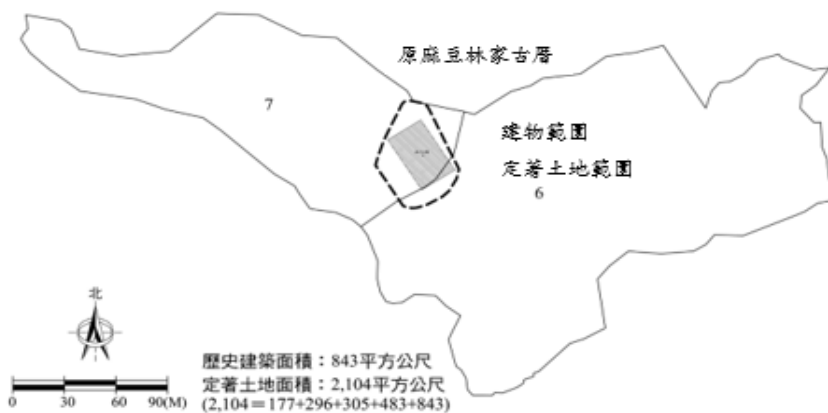 原麻豆林家古厝
7
建物範圍
定著土地範圍
6
北
歷史建築面積：843平方公尺
定著土地面積：2,104平方公尺
(2,104＝177+296+305+483+843)
0 30 60 90(M)